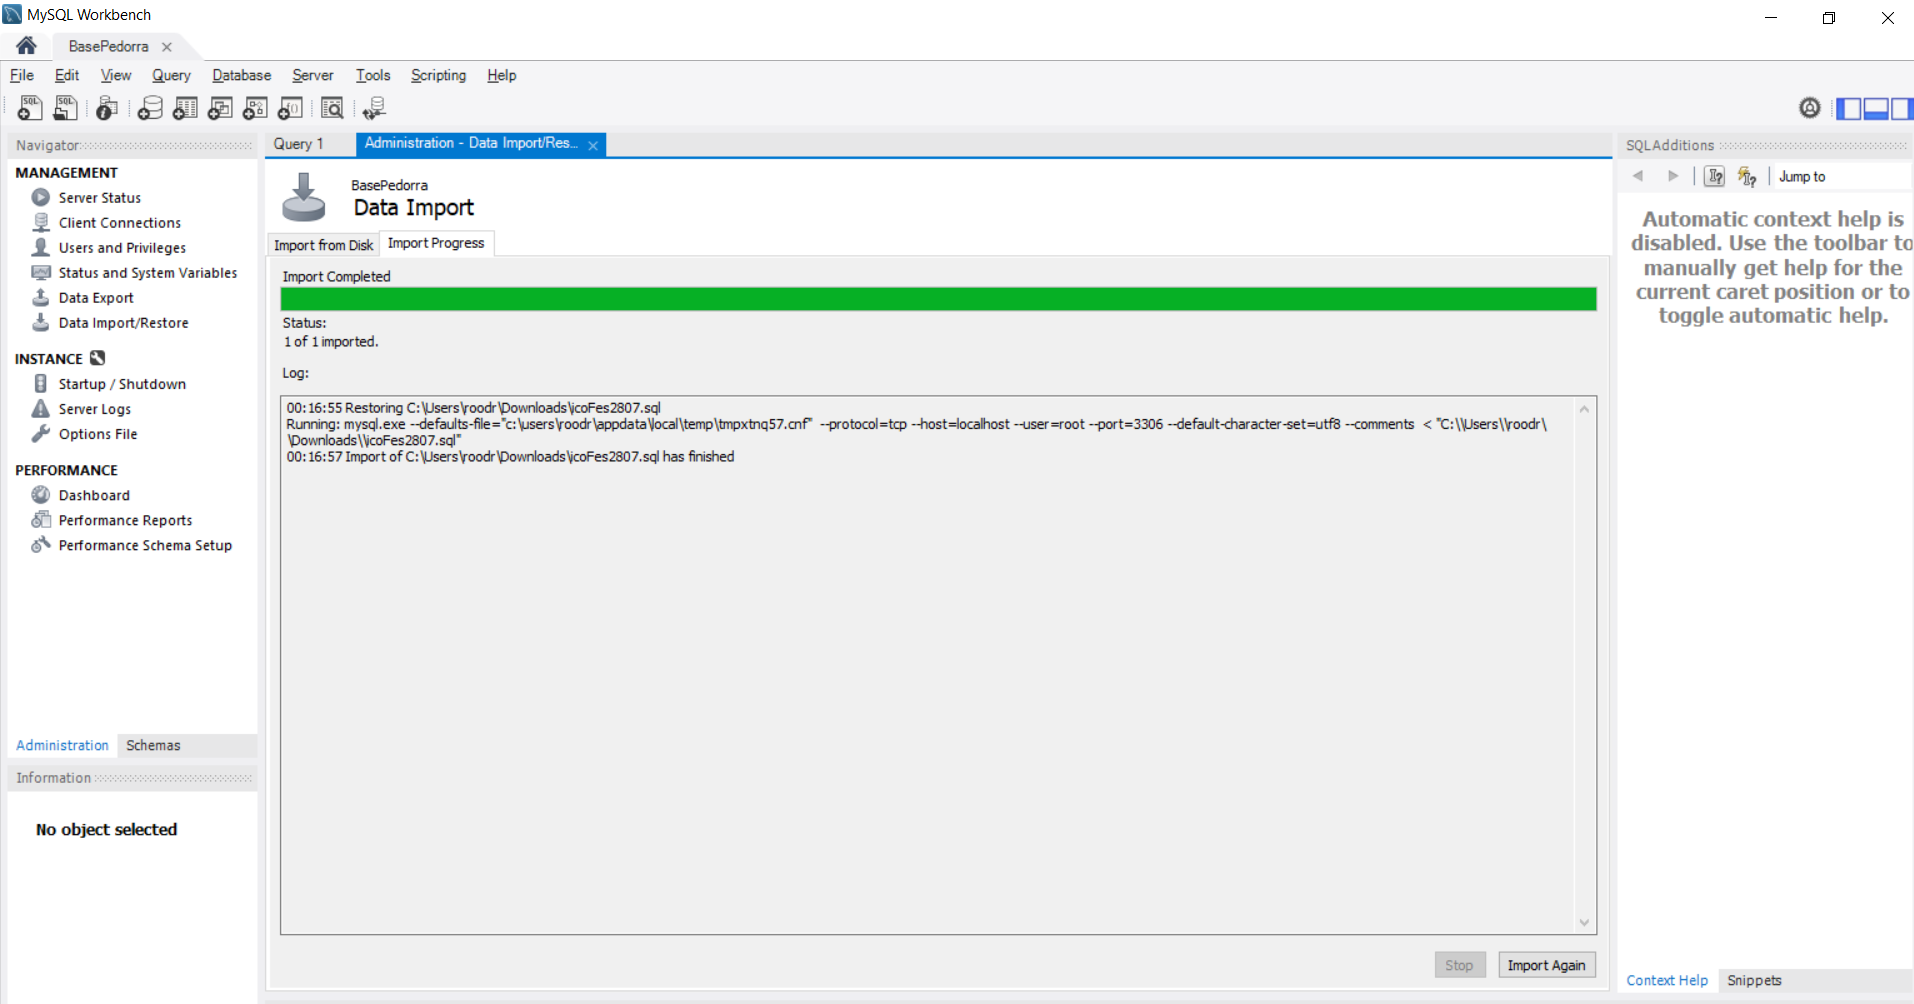 MySQL Workbench
BasePedorra
File Edit View Query Database Server Tools Scripting Help
Navigator
MANAGEMENT
Server Status
Client Connections
Users and Privileges
Status and System Variables
Data Export
Data Import/Restore
INSTANCE
Startup / Shutdown
Server Logs
Options File
PERFORMANCE
Dashboard
Performance Reports
Performance Schema Setup
Administration Schemas
Information
No object selected
Query 1 Administration - Data Import/Res...
BasePedorra
Data Import
Import from Disk Import Progress
Import Completed
Status:
1 of 1 imported.
Log:
00:16:55 Restoring C:\Users\roodr\Downloads\icoFes2807.sql
Running: mysql.exe --defaults-file="c:\users\roodr\appdata\local\temp\tmpxtnq57.cnf"  --protocol=tcp --host=localhost --user=root --port=3306 --default-character-set=utf8 --comments  < "C:\\Users\\roodr\
\Downloads\\icoFes2807.sql"
00:16:57 Import of C:\Users\roodr\Downloads\icoFes2807.sql has finished
Stop Import Again
SQLAdditions
Jump to
Automatic context help is
disabled. Use the toolbar to
manually get help for the
current caret position or to
toggle automatic help.
Context Help Snippets